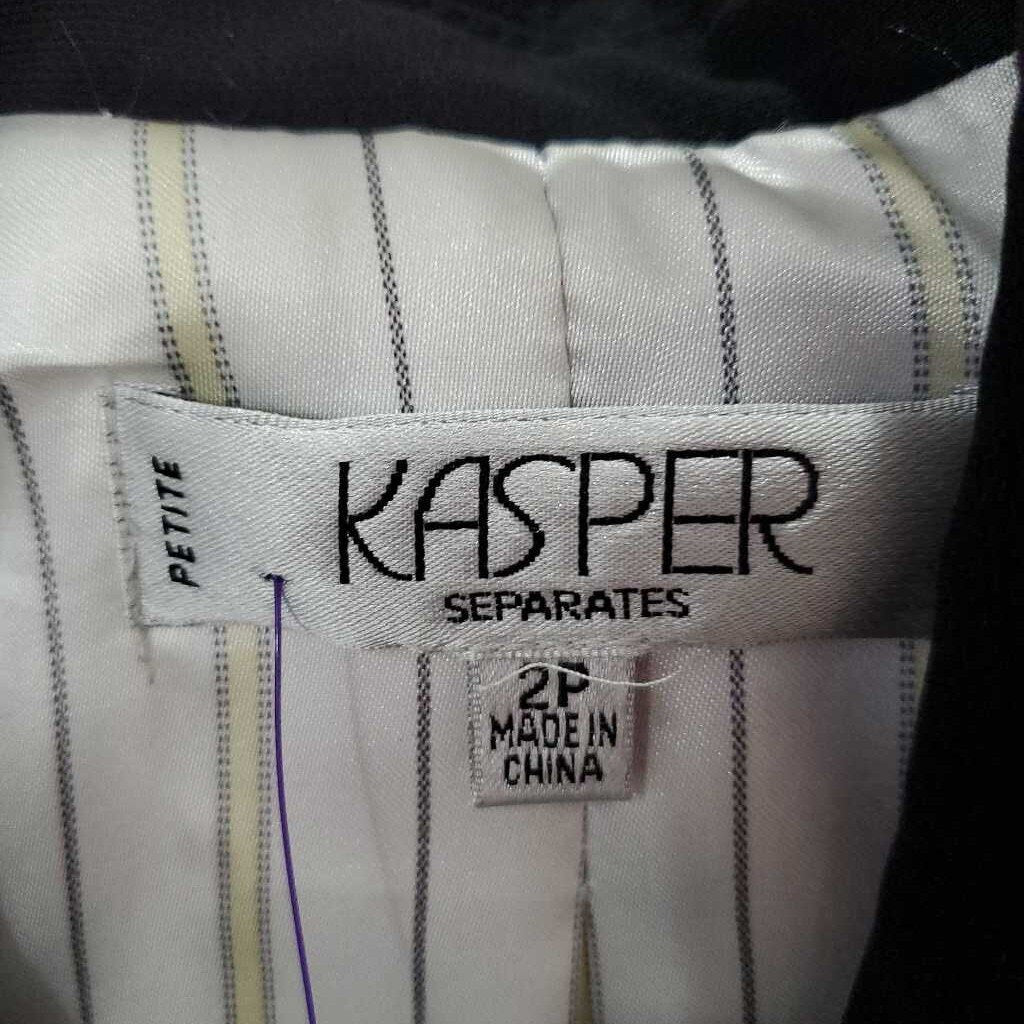 PETITE
KASPER
SEPARATES
2P
MADE IN
CHINA